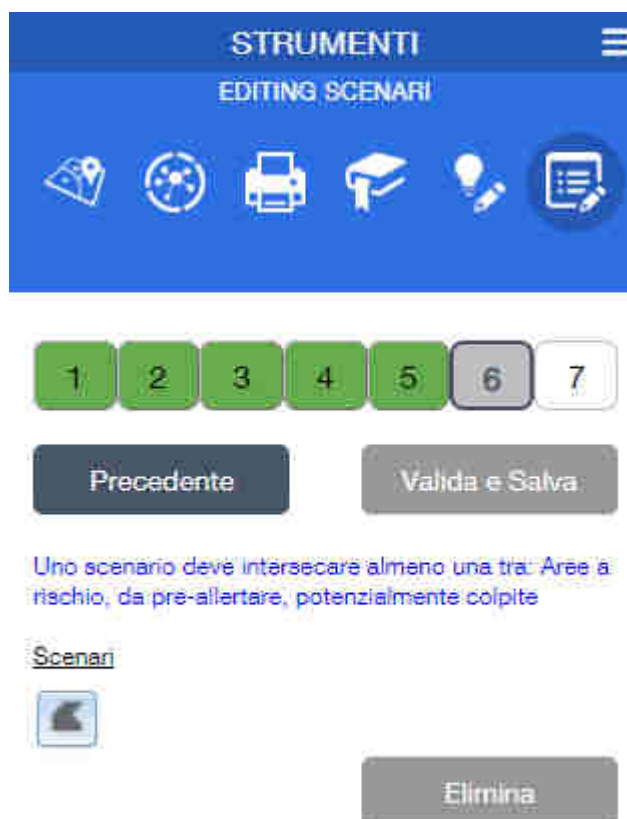 STRUMENTI
EDITING SCENARI
1 2 3 4 5 6 7
Precedente Valida e Salva
Uno scenario deve intersecare almeno una tra: Aree a
rischio, da pre-allertare, potenzialmente colpite
Scenari
Elimina